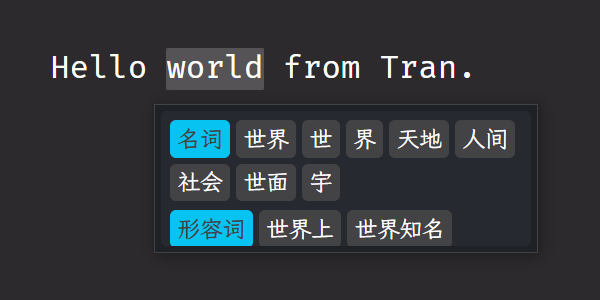 Hello world from Tran.
名词 世界 世 界 天地 人间
社会 世面 宇
形容词 世界上 世界知名